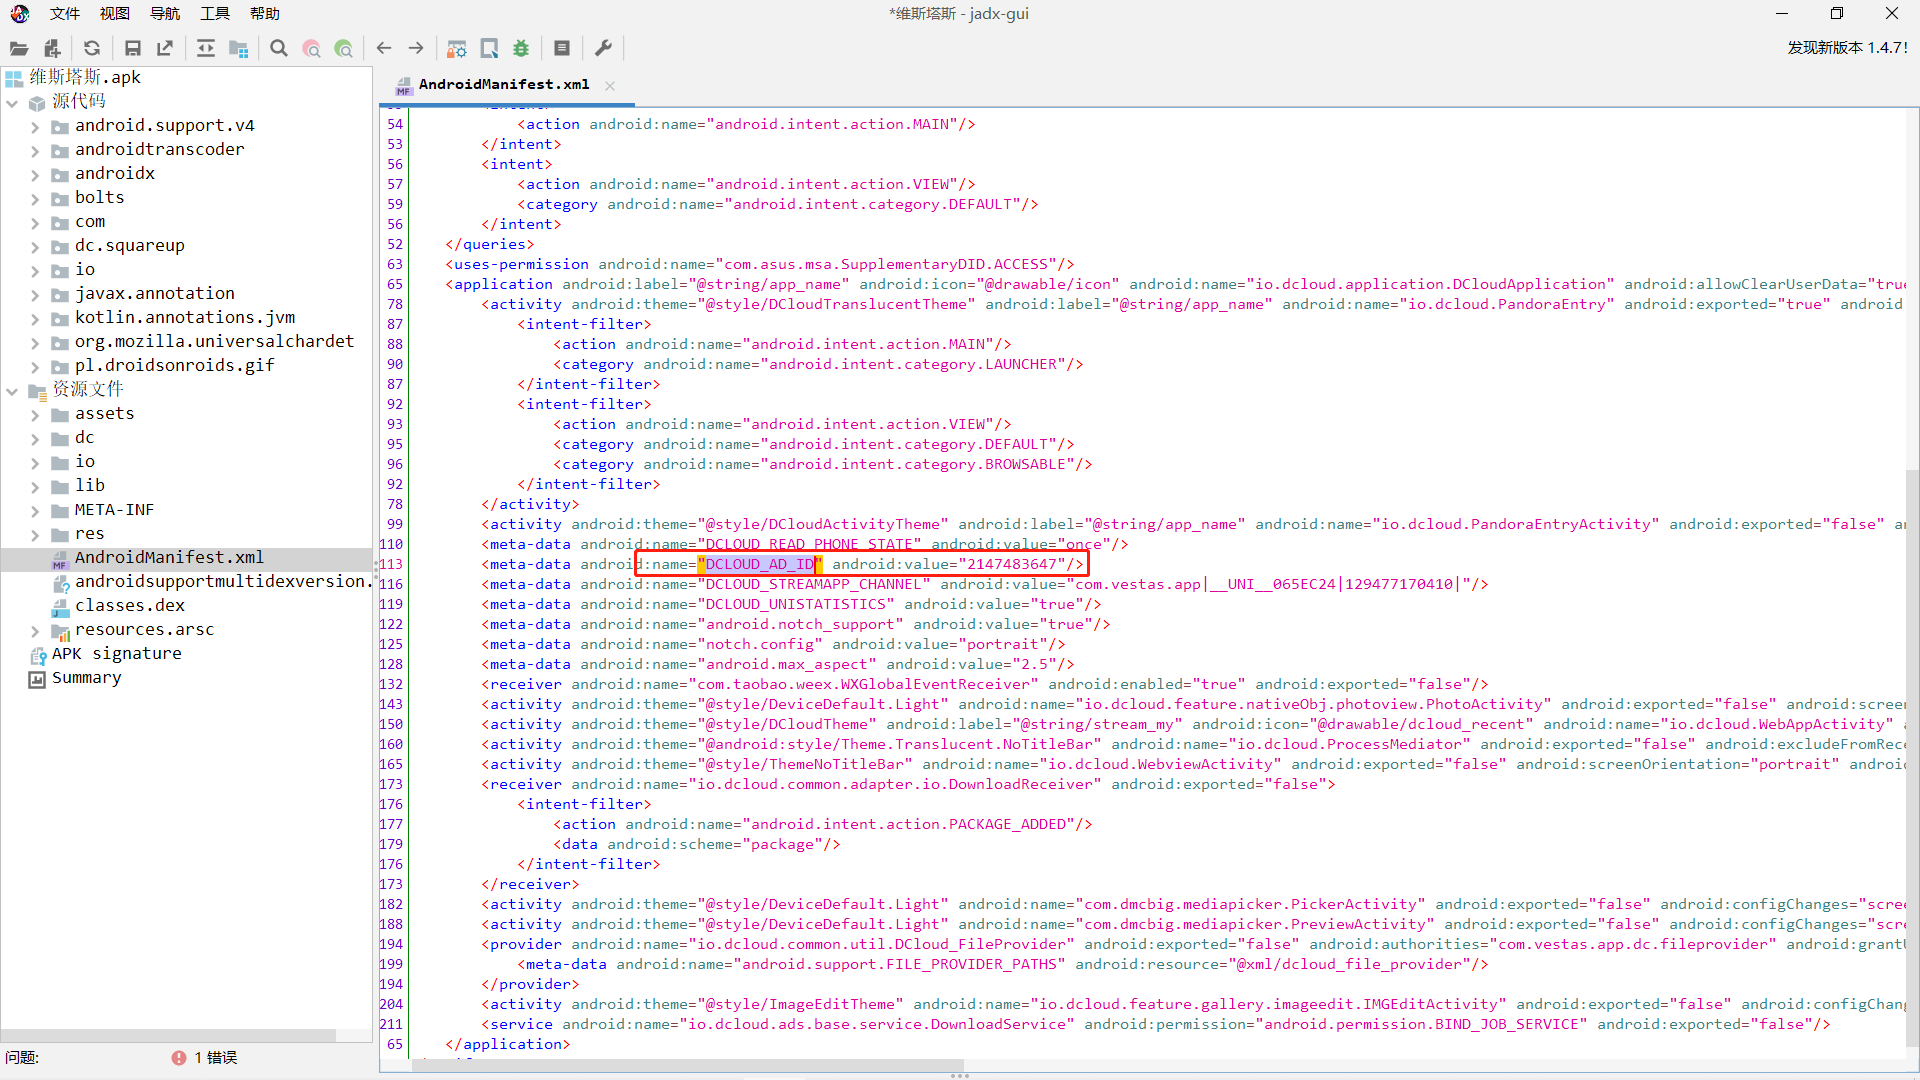 文件 视图 导航 工具 帮助
*维斯塔斯 - jadx-gui
发现新版本 1.4.7!
维斯塔斯.apk
源代码
android.support.v4
androidtranscoder
androidx
bolts
com
dc.squareup
io
javax.annotation
kotlin.annotations.jvm
org.mozilla.universalchardet
pl.droidsonroids.gif
资源文件
assets
dc
io
lib
META-INF
res
AndroidManifest.xml
androidsupportmultidexversion.
classes.dex
resources.arsc
APK signature
Summary
问题: 1 错误
AndroidManifest.xml
54 <action android:name="android.intent.action.MAIN"/>
53 </intent>
56 <intent>
57 <action android:name="android.intent.action.VIEW"/>
59 <category android:name="android.intent.category.DEFAULT"/>
56 </intent>
52 </queries>
63 <uses-permission android:name="com.asus.msa.SupplementaryDID.ACCESS"/>
65 <application android:label="@string/app_name" android:icon="@drawable/icon" android:name="io.dcloud.application.DCloudApplication" android:allowClearUserData="true
78 <activity android:theme="@style/DCloudTranslucentTheme" android:label="@string/app_name" android:name="io.dcloud.PandoraEntry" android:exported="true" android
87 <intent-filter>
88 <action android:name="android.intent.action.MAIN"/>
90 <category android:name="android.intent.category.LAUNCHER"/>
87 </intent-filter>
92 <intent-filter>
93 <action android:name="android.intent.action.VIEW"/>
95 <category android:name="android.intent.category.DEFAULT"/>
96 <category android:name="android.intent.category.BROWSABLE"/>
92 </intent-filter>
78 </activity>
99 <activity android:theme="@style/DCloudActivityTheme" android:label="@string/app_name" android:name="io.dcloud.PandoraEntryActivity" android:exported="false" an
110 <meta-data android:name="DCLOUD_READ_PHONE_STATE" android:value="once"/>
113 <meta-data android:name="DCLOUD_AD_ID" android:value="2147483647"/>
116 <meta-data android:name="DCLOUD_STREAMAPP_CHANNEL" android:value="com.vestas.app|__UNI__065EC24|129477170410|"/>
119 <meta-data android:name="DCLOUD_UNISTATISTICS" android:value="true"/>
122 <meta-data android:name="android.notch_support" android:value="true"/>
125 <meta-data android:name="notch.config" android:value="portrait"/>
128 <meta-data android:name="android.max_aspect" android:value="2.5"/>
132 <receiver android:name="com.taobao.weex.WXGlobalEventReceiver" android:enabled="true" android:exported="false"/>
143 <activity android:theme="@style/DeviceDefault.Light" android:name="io.dcloud.feature.nativeObj.photoview.PhotoActivity" android:exported="false" android:screen
150 <activity android:theme="@style/DCloudTheme" android:label="@string/stream_my" android:icon="@drawable/dcloud_recent" android:name="io.dcloud.WebAppActivity" a
160 <activity android:theme="@android:style/Theme.Translucent.NoTitleBar" android:name="io.dcloud.ProcessMediator" android:exported="false" android:excludeFromRece
165 <activity android:theme="@style/ThemeNoTitleBar" android:name="io.dcloud.WebviewActivity" android:exported="false" android:screenOrientation="portrait" androi
173 <receiver android:name="io.dcloud.common.adapter.io.DownloadReceiver" android:exported="false">
176 <intent-filter>
177 <action android:name="android.intent.action.PACKAGE_ADDED"/>
179 <data android:scheme="package"/>
176 </intent-filter>
173 </receiver>
182 <activity android:theme="@style/DeviceDefault.Light" android:name="com.dmcbig.mediapicker.PickerActivity" android:exported="false" android:configChanges="scree
188 <activity android:theme="@style/DeviceDefault.Light" android:name="com.dmcbig.mediapicker.PreviewActivity" android:exported="false" android:configChanges="scre
194 <provider android:name="io.dcloud.common.util.DCloud_FileProvider" android:exported="false" android:authorities="com.vestas.app.dc.fileprovider" android:grantU
199 <meta-data android:name="android.support.FILE_PROVIDER_PATHS" android:resource="@xml/dcloud_file_provider"/>
194 </provider>
204 <activity android:theme="@style/ImageEditTheme" android:name="io.dcloud.feature.gallery.imageedit.IMGEditActivity" android:exported="false" android:configChang
211 <service android:name="io.dcloud.ads.base.service.DownloadService" android:permission="android.permission.BIND_JOB_SERVICE" android:exported="false"/>
65 </application>